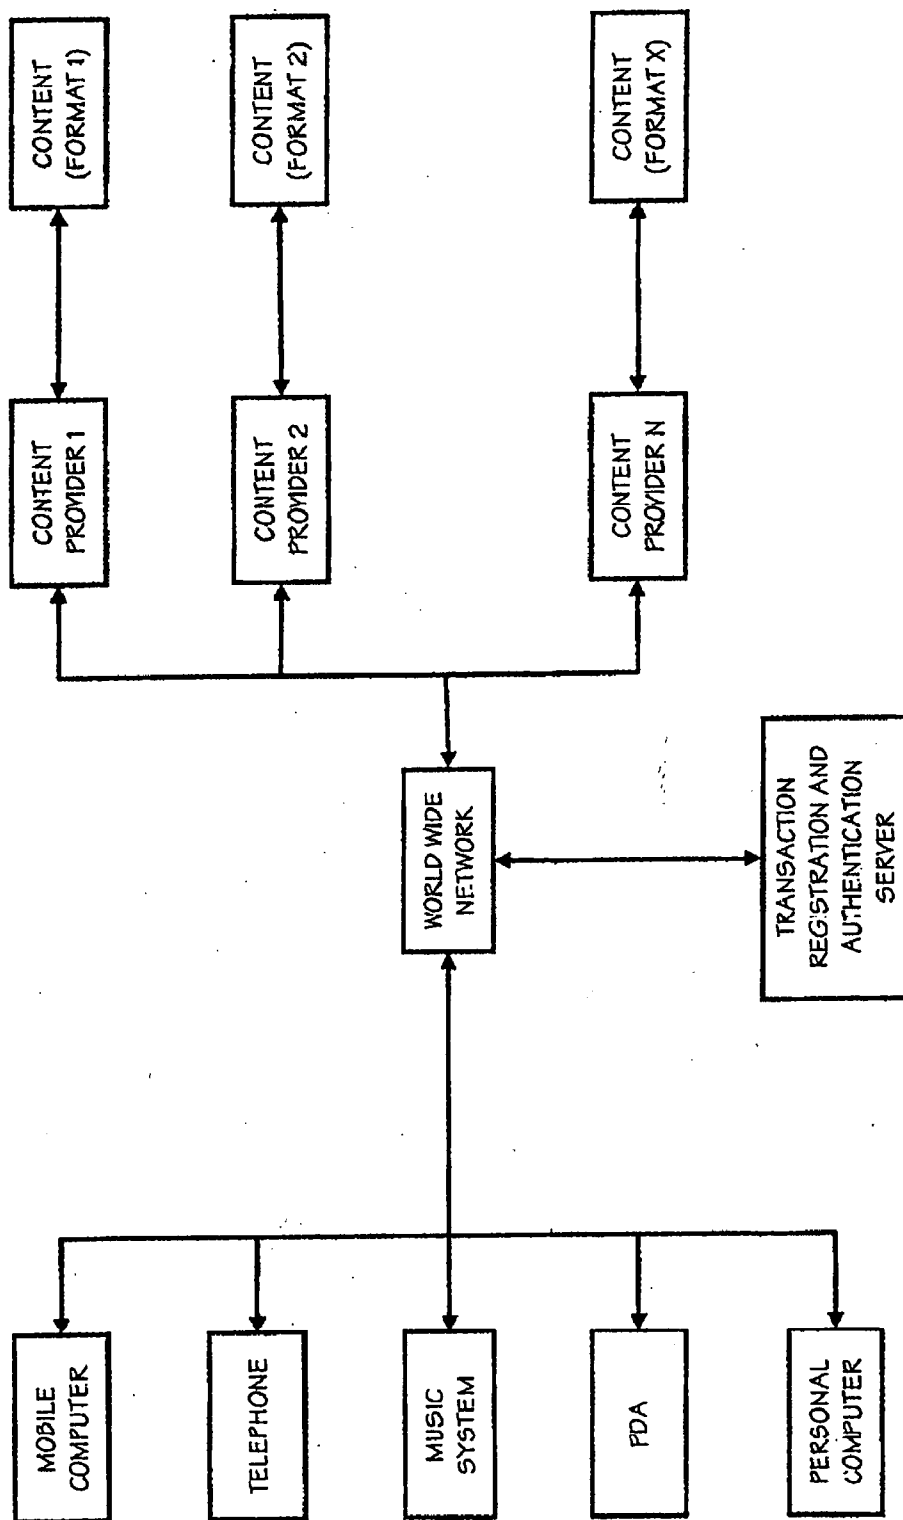 MOBILE
COMPUTER
TELEPHONE
MUSIC
SYSTEM
PDA
PERSONAL
COMPUTER
WORLD WIDE
NETWORK
TRANSACTION
REGISTRATION AND
AUTHENTICATION
SERVER
CONTENT
PROVIDER 1
CONTENT
PROVIDER 2
CONTENT
PROVIDER N
CONTENT
(FORMAT 1)
CONTENT
(FORMAT 2)
CONTENT
(FORMAT X)